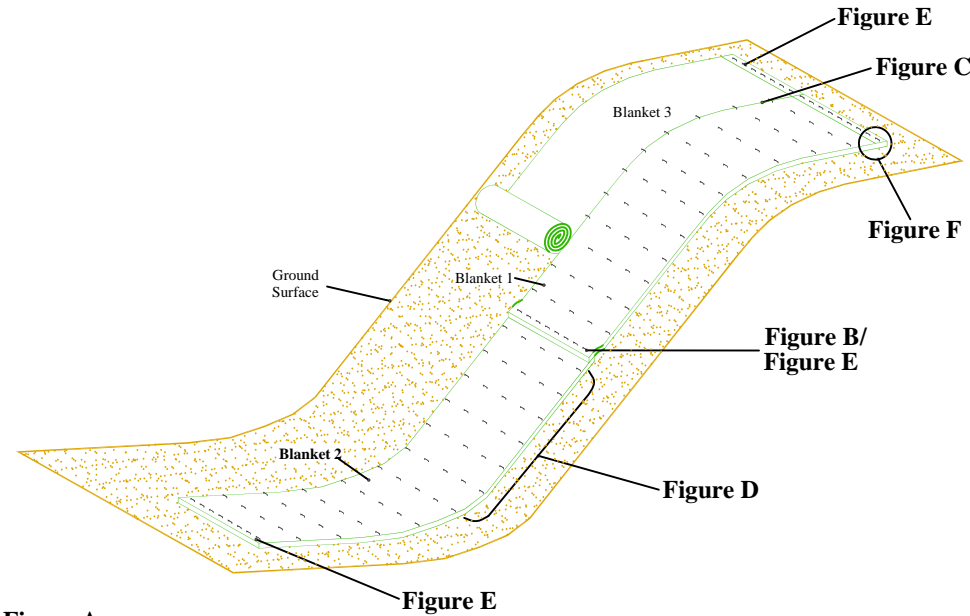 Figure E
Figure C
Blanket 3
Figure F
Ground
Surface
Blanket 1
Figure B/
Figure E
Blanket 2
Figure D
Figure E
Figure A